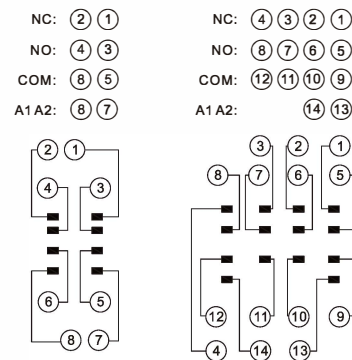 NC: ② ① NC: ④ ③ ② ①
NO: ④ ③ NO: ⑧ ⑦ ⑥ ⑤
COM: ⑧ ⑤ COM: ⑫ ⑪ ⑩ ⑨
A1 A2: ⑧ ⑦ A1 A2: ⑭ ⑬
② ① ③ ② ①
④ ③ ⑧ ⑦ ⑥ ⑤
⑥ ⑤ ⑫ ⑪ ⑩ ⑨
⑧ ⑦ ④ ⑭ ⑬